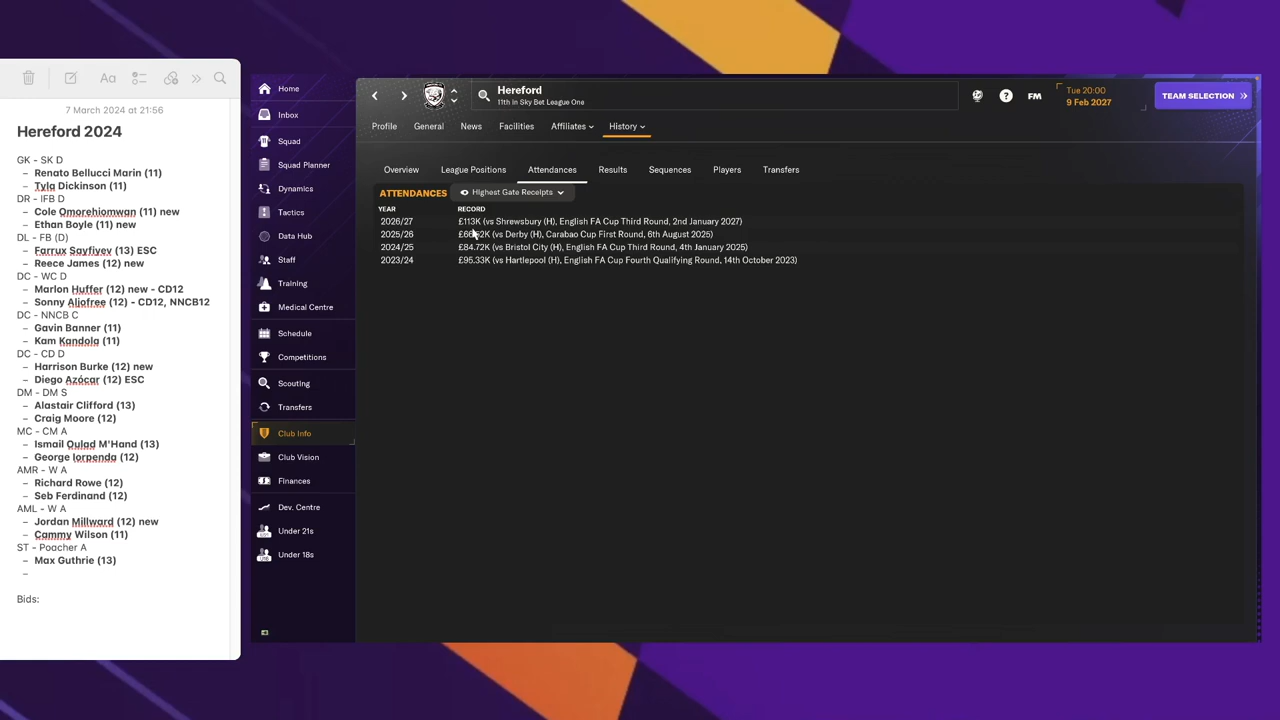 7 March 2024 at 21:56
Hereford 2024
GK - SK D
– Renato Bellucci Marin (11)
– Tyla Dickinson (11)
DR - IFB D
– Cole Omorehiomwan (11) new
– Ethan Boyle (11) new
DL - FB (D)
– Farrux Sayfiyev (13) ESC
– Reece James (12) new
DC - WC D
– Marlon Huffer (12) new - CD12
– Sonny Aljofree (12) - CD12, NNCB12
DC - NNCB C
– Gavin Banner (11)
– Kam Kandola (11)
DC - CD D
– Harrison Burke (12) new
– Diego Azócar (12) ESC
DM - DM S
– Alastair Clifford (13)
– Craig Moore (12)
MC - CM A
– Ismail Oulad M'Hand (13)
– George Iorpenda (12)
AMR - W A
– Richard Rowe (12)
– Seb Ferdinand (12)
AML - W A
– Jordan Millward (12) new
– Cammy Wilson (11)
ST - Poacher A
– Max Guthrie (13)
–
Bids:
Home
Inbox
Squad
Squad Planner
Dynamics
Tactics
Data Hub
Staff
Training
Medical Centre
Schedule
Competitions
Scouting
Transfers
Club Info
Club Vision
Finances
Dev. Centre
Under 21s
Under 18s
Hereford
11th in Sky Bet League One
FM
Tue 20:00
9 Feb 2027
TEAM SELECTION
Profile General News Facilities Affiliates History
Overview League Positions Attendances Results Sequences Players Transfers
ATTENDANCES Highest Gate Receipts
YEAR RECORD
2026/27 £113K (vs Shrewsbury (H), English FA Cup Third Round, 2nd January 2027)
2025/26 (vs Derby (H), Carabao Cup First Round, 6th August 2025)
2024/25 £84.72K (vs Bristol City (H), English FA Cup Third Round, 4th January 2025)
2023/24 £95.33K (vs Hartlepool (H), English FA Cup Fourth Qualifying Round, 14th October 2023)